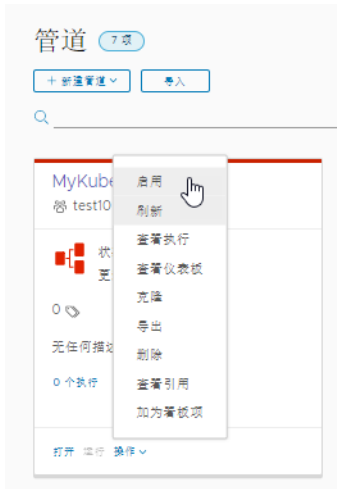 管道 7 项
+ 新建管道 导入
MyKube
启用
test10
刷新
状
查看执行
更
查看仪表板
0
克隆
导出
无任何描述
删除
0 个执行
查看引用
加为看板项
打开 运行 操作